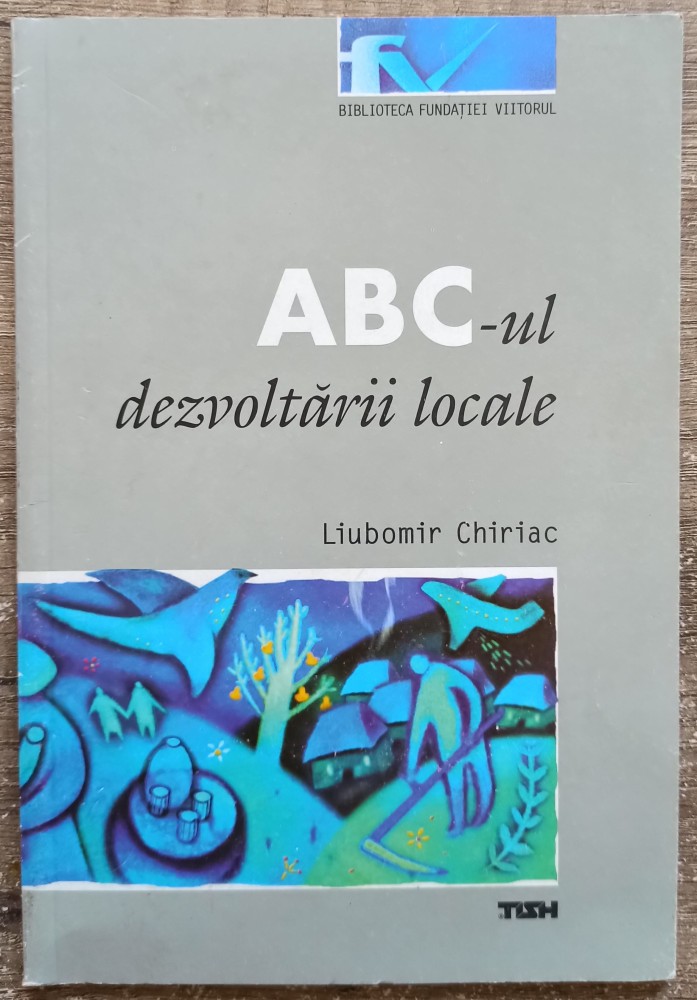 fv
BIBLIOTECA FUNDAȚIEI VIITORUL
ABC-ul
dezvoltării locale
Liubomir Chiriac
TISH